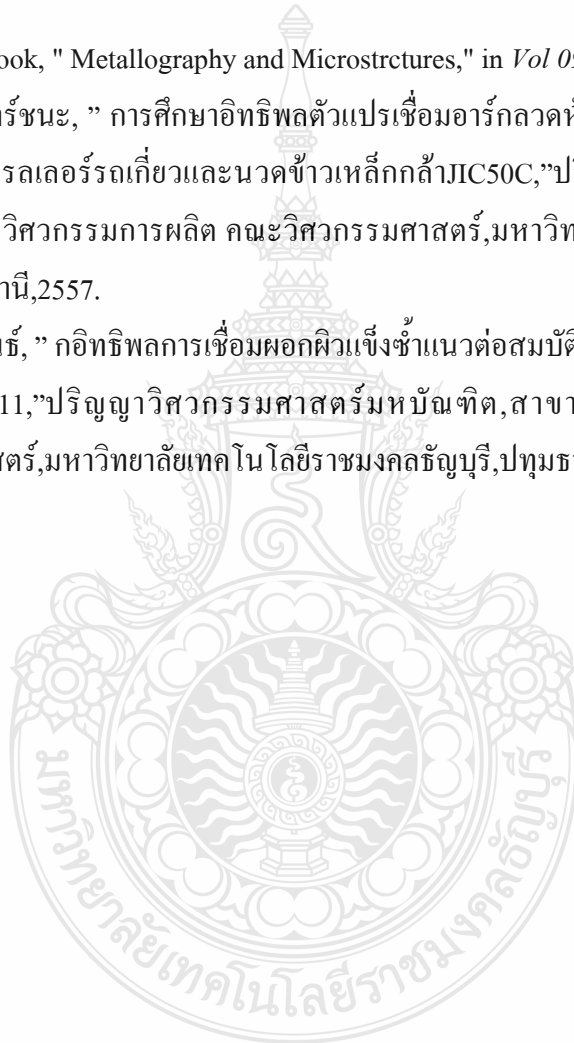 ook, " Metallography and Microstrctures," in Vol 0
ร์ชนะ, ” การศึกษาอิทธิพลตัวแปรเชื่อมอาร์กลวดห
รลเลอร์รถเกี่ยวและนวดข้าวเหล็กกล้าJIC50C,”ปริ
วิศวกรรมการผลิต คณะวิศวกรรมศาสตร์,มหาวิท
านี,2557.
นธ์, ” กอิทธิพลการเชื่อมผอกผิวแข็งซ้ำแนวต่อสมบัติ
11,”ปริญญาวิศวกรรมศาสตร์มหบัณฑิต,สาขา
สตร์,มหาวิทยาลัยเทคโนโลยีราชมงคลธัญบุรี,ปทุมธา
มหาวิทยาลัยเทคโนโลยีราชมงคลธัญบุรี